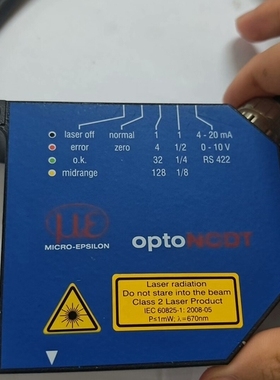 laser off normal 1 1 4 - 20 mA
error zero 4 1/2 0 - 10 V
o.k. 32 1/4 RS 422
midrange 128 1/8
µε
MICRO-EPSILON
optoNCDT
Laser radiation
Do not stare into the beam
Class 2 Laser Product
IEC 60825-1: 2008-05
P≤1mW; λ=670nm